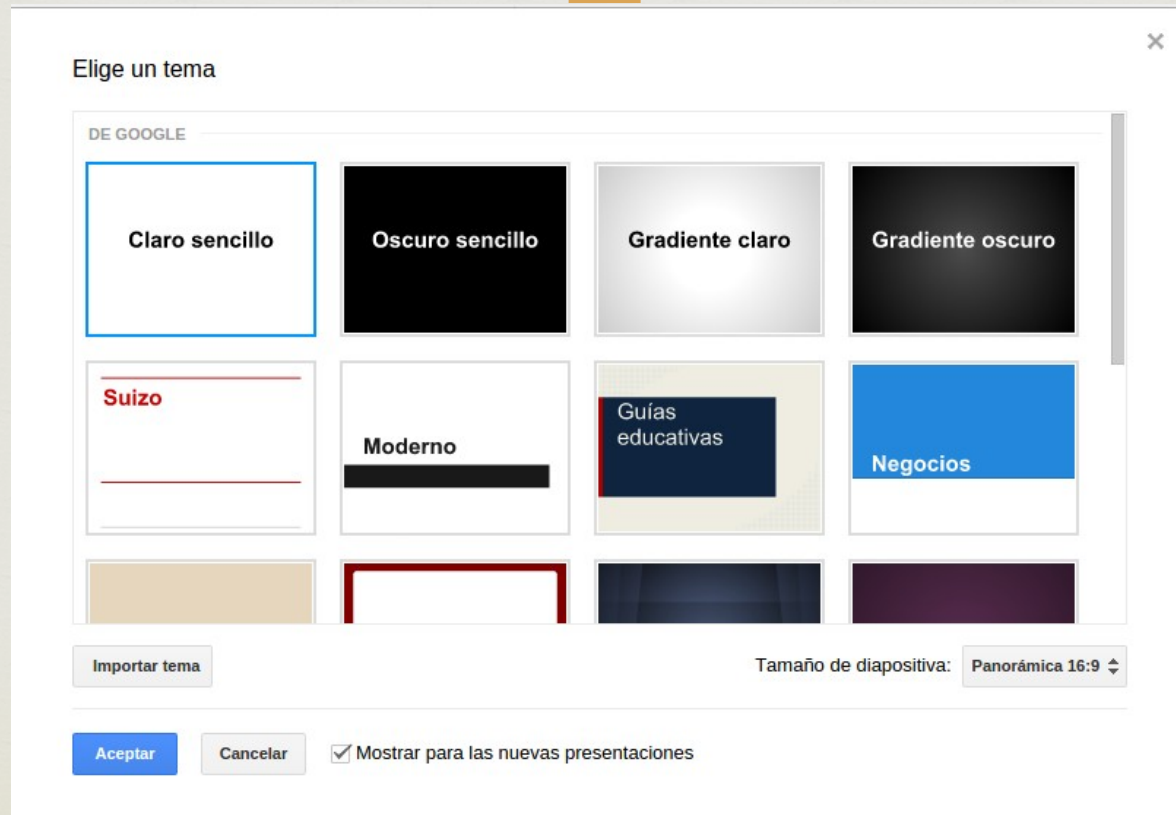 Elige un tema
DE GOOGLE
Claro sencillo
Oscuro sencillo
Gradiente claro
Gradiente oscuro
Suizo
Moderno
Guías
educativas
Negocios
Importar tema
Tamaño de diapositiva:
Panorámica 16:9
Aceptar
Cancelar
Mostrar para las nuevas presentaciones